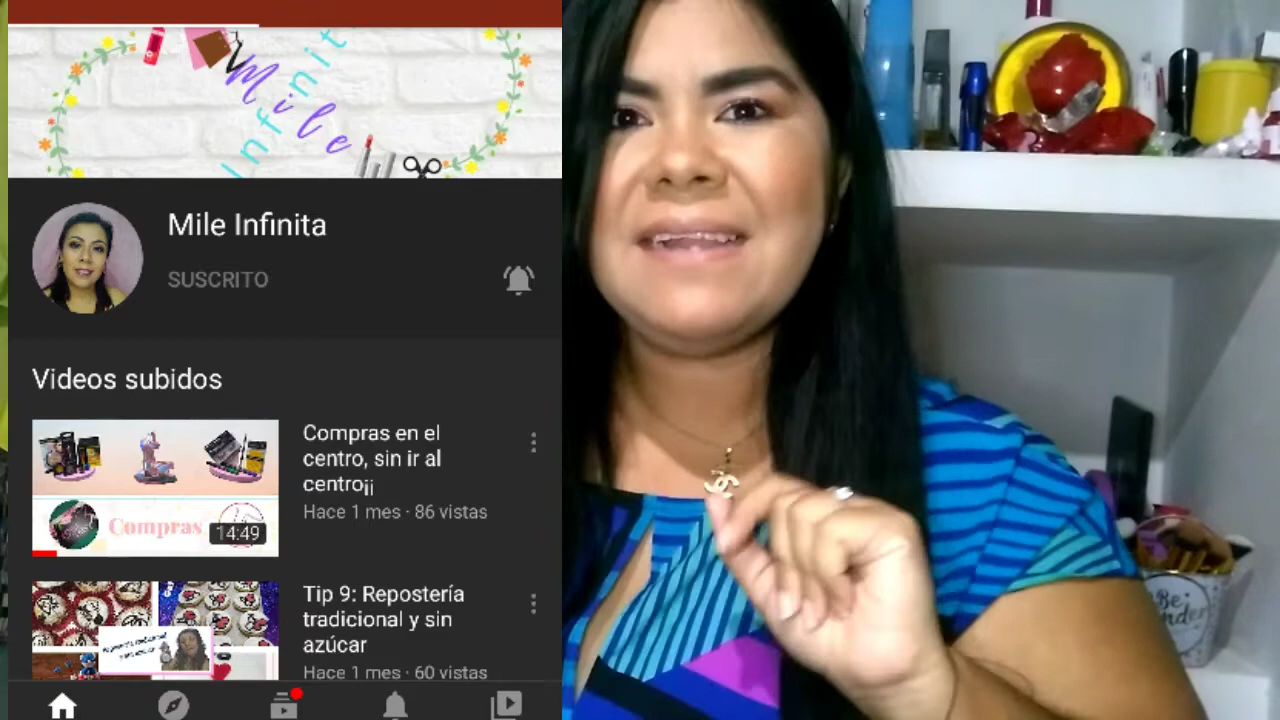 Mile
Infinit
Mile Infinita
SUSCRITO
Videos subidos
Compras en el
centro, sin ir al
centro¡¡
Hace 1 mes · 86 vistas
Compras
14:49
Tip 9: Repostería
tradicional y sin
azúcar
Hace 1 mes · 60 vistas
Be